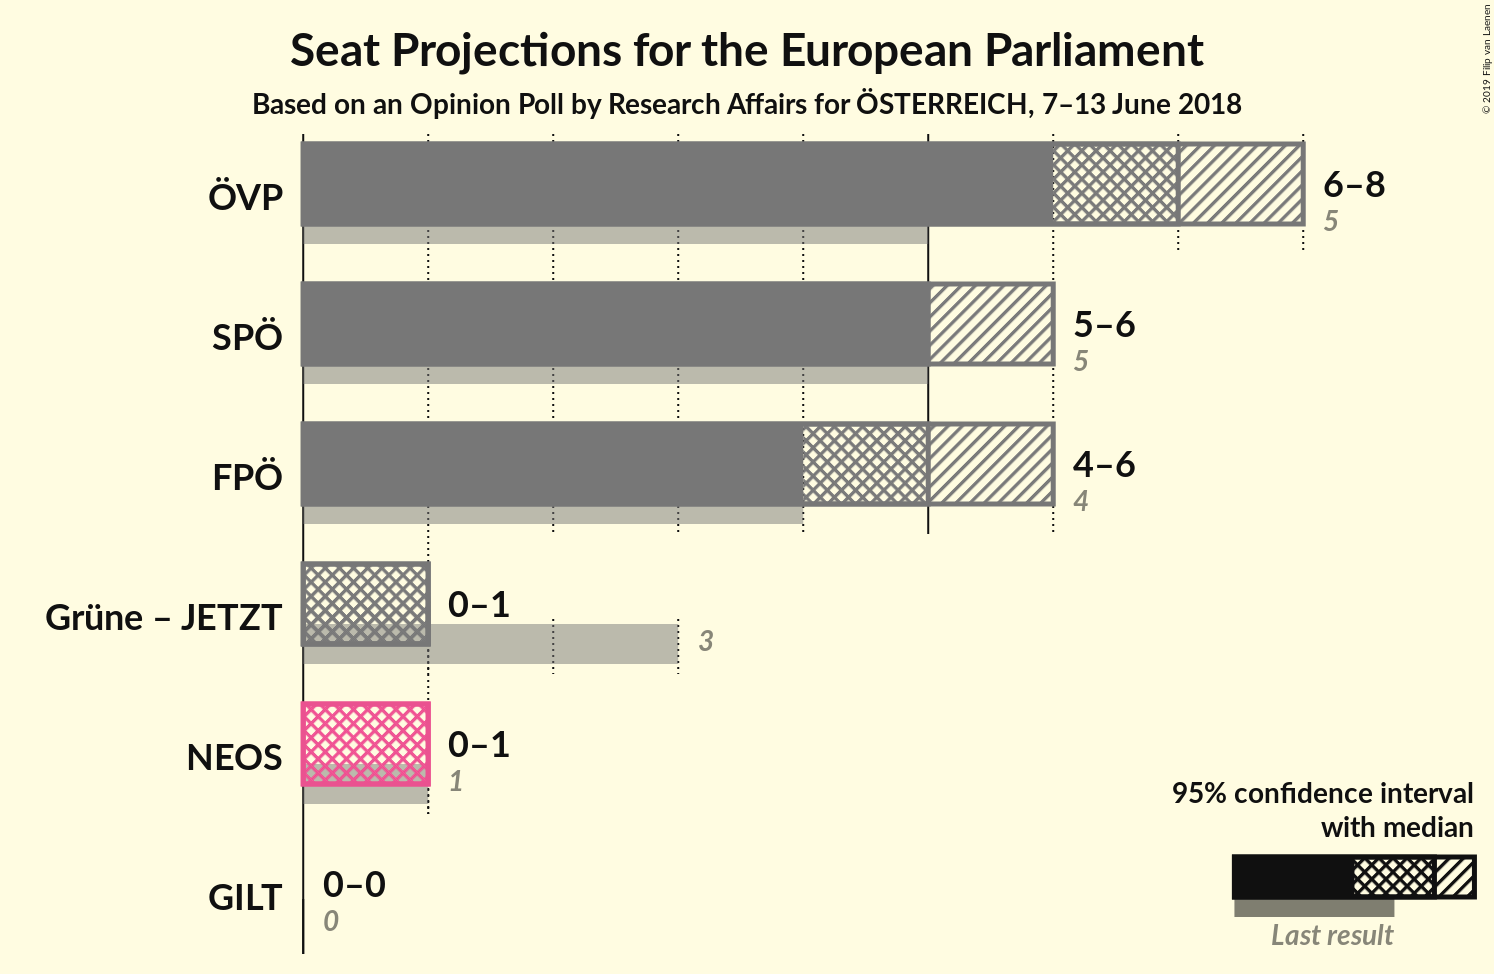 Seat Projections for the European Parliament
Based on an Opinion Poll by Research Affairs for ÖSTERREICH, 7–13 June 2018
© 2019 Filip van Laenen
ÖVP
6–8
5
SPÖ
5–6
5
FPÖ
4–6
4
Grüne – JETZT
0–1
3
NEOS
0–1
1
GILT
0–0
0
95% confidence interval
with median
Last result